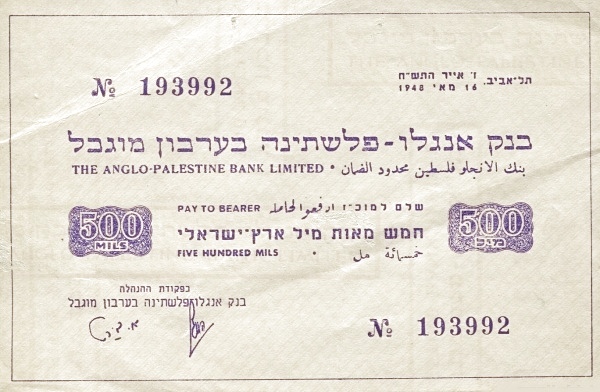 № 193992
תל־אביב, ז' אייר התש"ח
16 מאי 1948
בנק אנגלו-פלשתינה בערבון מוגבל
THE ANGLO-PALESTINE BANK LIMITED • بنك الانجلو فلسطين محدود الضمان
PAY TO BEARER ادفعوا لحامله שלם למוכ"ז
500 MILS
חמש מאות מיל ארץ-ישראלי
500 מיל
FIVE HUNDRED MILS • خمسمائة مل
בפקודת ההנהלה
בנק אנגלו-פלשתינה בערבון מוגבל
№ 193992